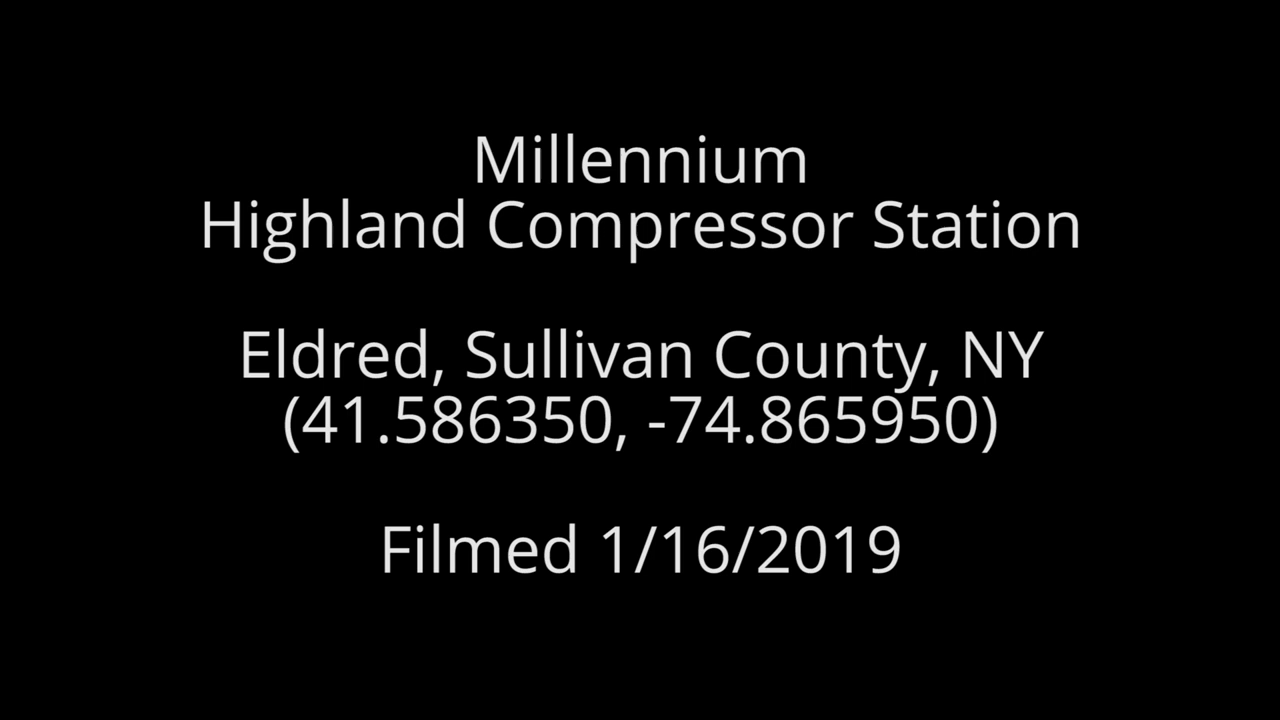 Millennium
Highland Compressor Station
Eldred, Sullivan County, NY
(41.586350, -74.865950)
Filmed 1/16/2019